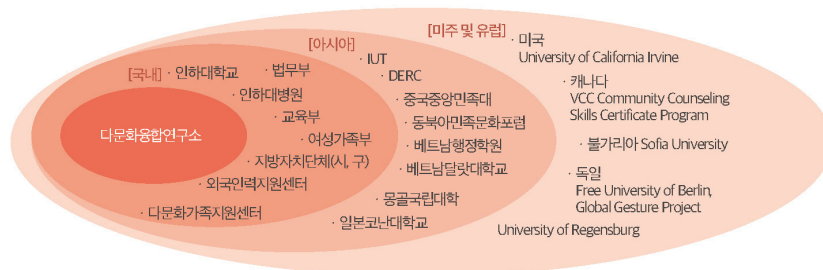 다문화융합연구소
[국내]
· 인하대학교
· 법무부
· 인하대병원
· 교육부
· 여성가족부
· 지방자치단체(시, 구)
· 외국인력지원센터
· 다문화가족지원센터
[아시아]
· IUT
· DERC
· 중국중앙민족대
· 동북아민족문화포럼
· 베트남행정학원
· 베트남달랏대학교
· 몽골국립대학
· 일본코난대학교
[미주 및 유럽]
· 미국
University of California Irvine
· 캐나다
VCC Community Counseling
Skills Certificate Program
· 불가리아 Sofia University
· 독일
Free University of Berlin,
Global Gesture Project
University of Regensburg